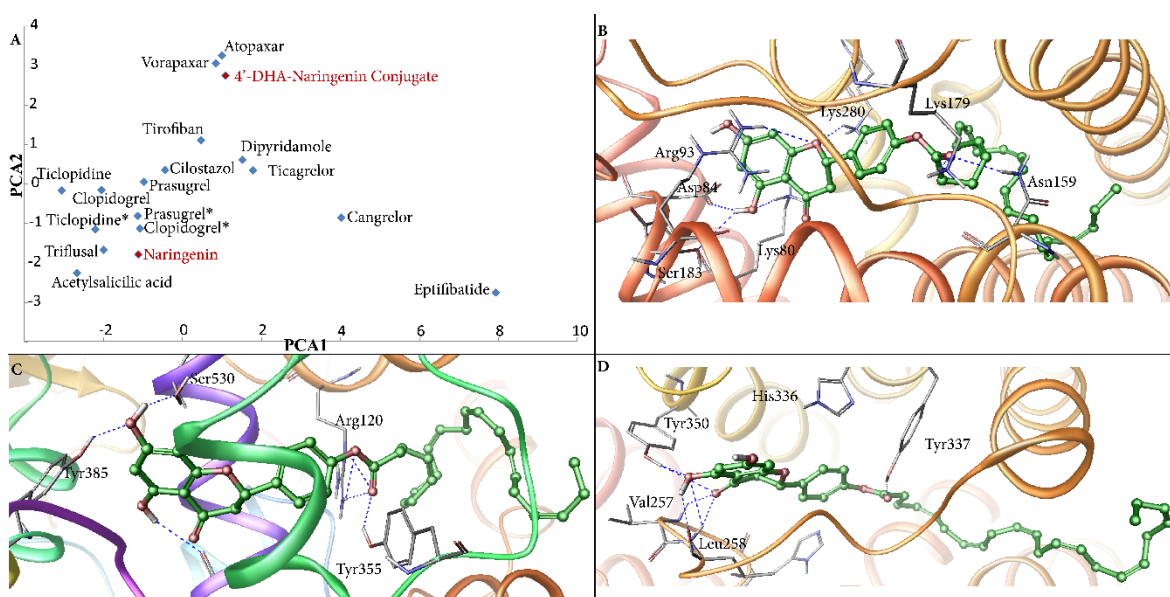 A
4
3
2
1
0
-1
-2
-3
PCA2
-2
0
2
4
6
8
10
PCA1
Atopaxar
Vorapaxar
4'-DHA-Naringenin Conjugate
Tirofiban
Dipyridamole
Cilostazol
Ticagrelor
Ticlopidine
Prasugrel
Clopidogrel
Ticlopidine*
Prasugrel*
Clopidogrel*
Cangrelor
Triflusal
Naringenin
Acetylsalicilic acid
Eptifibatide
B
Lys179
Lys280
Arg93
Asp84
Asn159
Lys80
Ser183
C
Ser530
Arg120
Tyr385
Tyr355
D
His336
Tyr350
Tyr337
Val257
Leu258